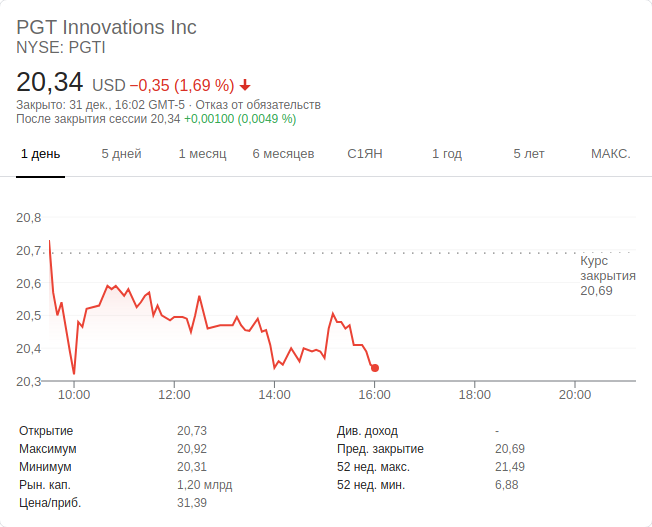 PGT Innovations Inc
NYSE: PGTI
20,34 USD −0,35 (1,69 %)
Закрыто: 31 дек., 16:02 GMT-5 · Отказ от обязательств
После закрытия сессии 20,34 +0,00100 (0,0049 %)
1 день 5 дней 1 месяц 6 месяцев С1ЯН 1 год 5 лет МАКС.
20,8
20,7
20,6
20,5
20,4
20,3
Курс
закрытия
20,69
10:00 12:00 14:00 16:00 18:00 20:00
Открытие 20,73
Максимум 20,92
Минимум 20,31
Рын. кап. 1,20 млрд
Цена/приб. 31,39
Див. доход -
Пред. закрытие 20,69
52 нед. макс. 21,49
52 нед. мин. 6,88